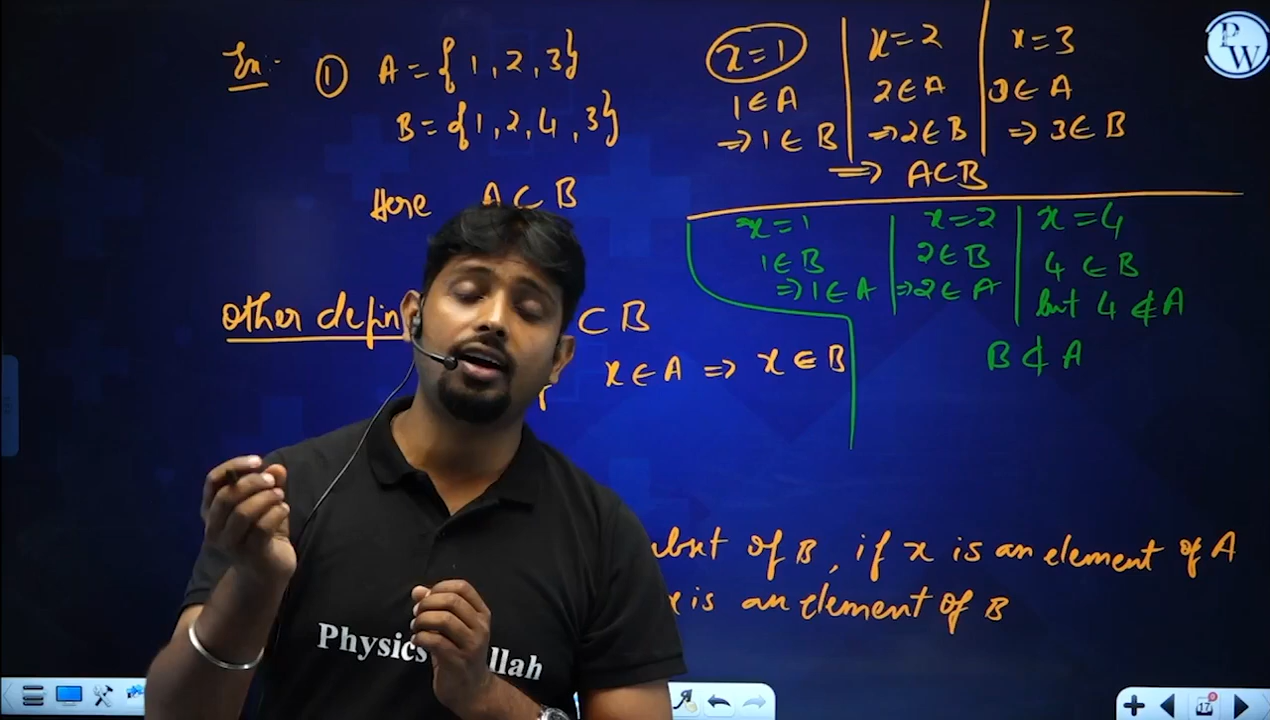 Ex:- ① A = {1, 2, 3}
B = {1, 2, 4, 3}
Here A ⊂ B
x = 1
1 ∈ A
⇒ 1 ∈ B
x = 2
2 ∈ A
⇒ 2 ∈ B
x = 3
3 ∈ A
⇒ 3 ∈ B
⇒ A ⊂ B
x = 1
1 ∈ B
⇒ 1 ∈ A
x = 2
2 ∈ B
⇒ 2 ∈ A
x = 4
4 ∈ B
but 4 ∉ A
B ⊄ A
Other
⊂ B
x ∈ A ⇒ x ∈ B
of B, if x is an element of A
x is an element of B
PW
Physics
17